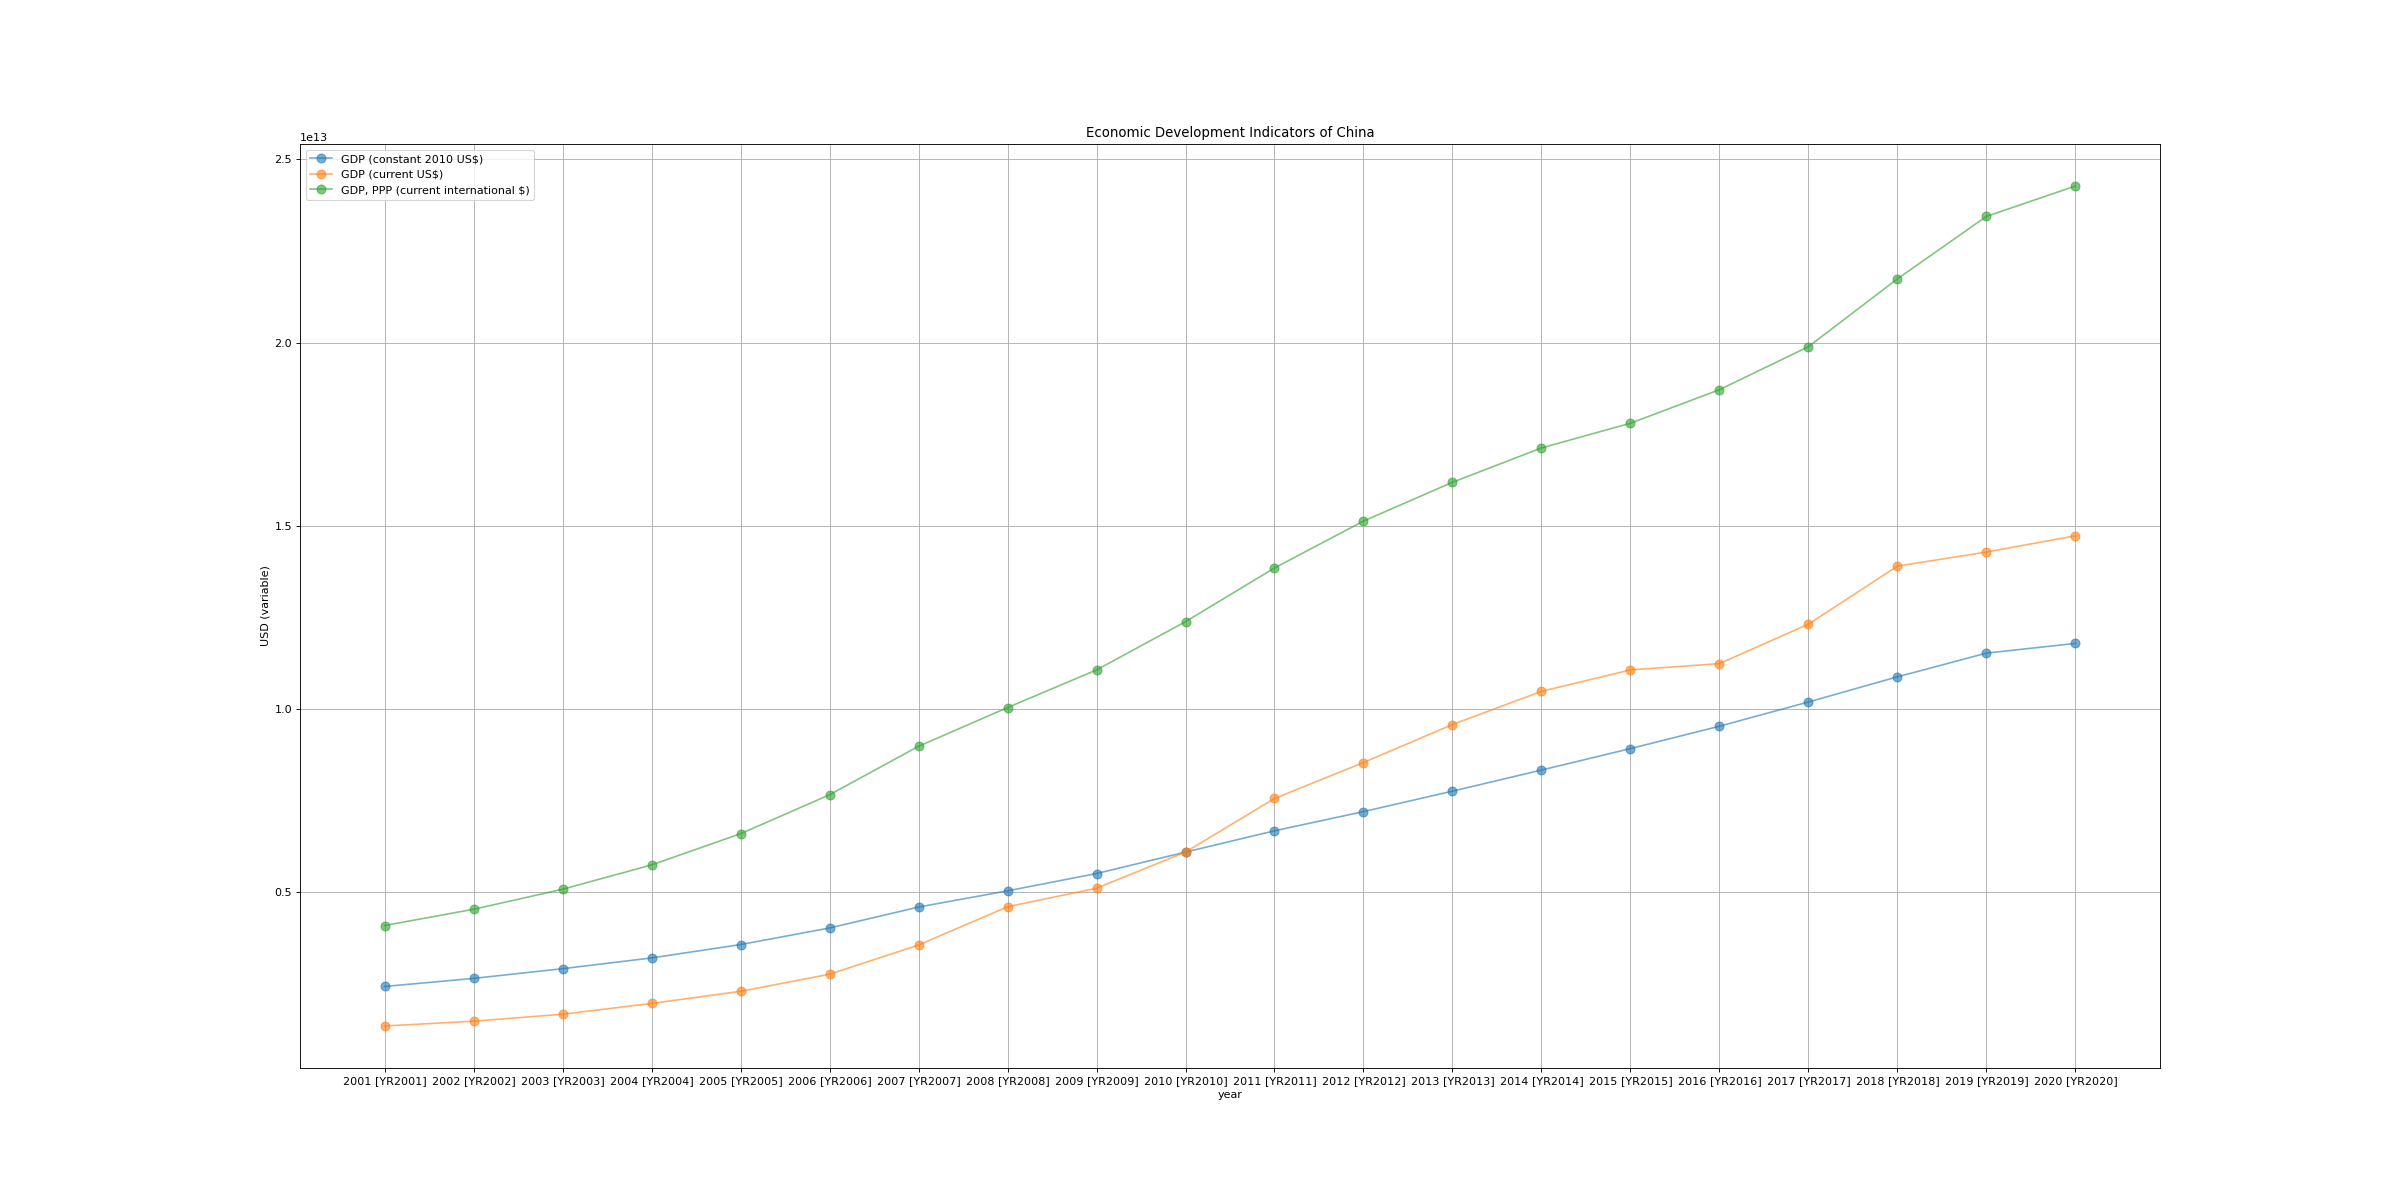 Economic Development Indicators of China
1e13
GDP (constant 2010 US$)
GDP (current US$)
GDP, PPP (current international $)
2.5
2.0
1.5
1.0
0.5
USD (variable)
2001 [YR2001] 2002 [YR2002] 2003 [YR2003] 2004 [YR2004] 2005 [YR2005] 2006 [YR2006] 2007 [YR2007] 2008 [YR2008] 2009 [YR2009] 2010 [YR2010] 2011 [YR2011] 2012 [YR2012] 2013 [YR2013] 2014 [YR2014] 2015 [YR2015] 2016 [YR2016] 2017 [YR2017] 2018 [YR2018] 2019 [YR2019] 2020 [YR2020]
year